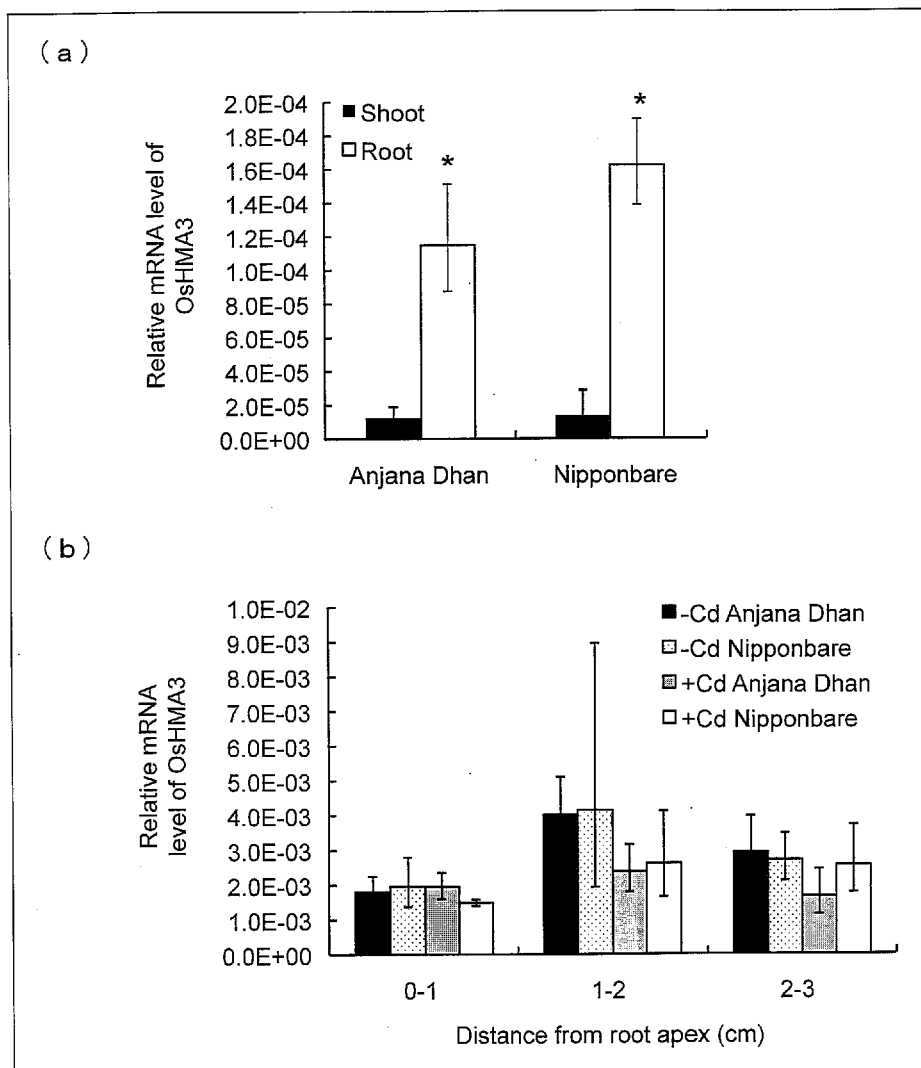 (a)
Relative mRNA level of
OsHMA3
2.0E-04
1.8E-04
1.6E-04
1.4E-04
1.2E-04
1.0E-04
8.0E-05
6.0E-05
4.0E-05
2.0E-05
0.0E+00
Shoot
Root
*
*
Anjana Dhan
Nipponbare
(b)
Relative mRNA
level of OsHMA3
1.0E-02
9.0E-03
8.0E-03
7.0E-03
6.0E-03
5.0E-03
4.0E-03
3.0E-03
2.0E-03
1.0E-03
0.0E+00
-Cd Anjana Dhan
-Cd Nipponbare
+Cd Anjana Dhan
+Cd Nipponbare
0-1
1-2
2-3
Distance from root apex (cm)